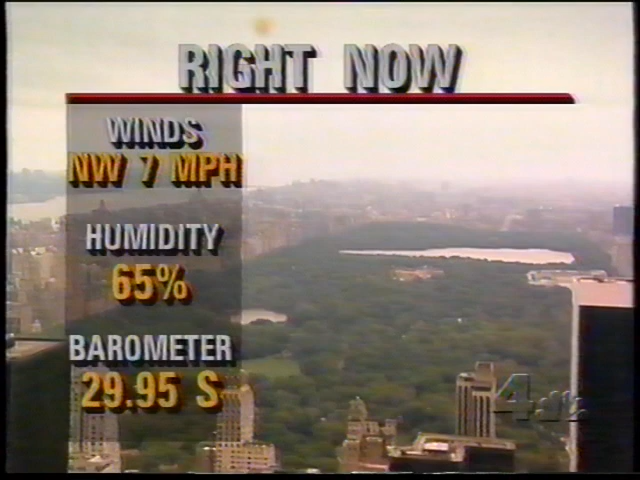 RIGHT NOW
WINDS
NW 7 MPH
HUMIDITY
65%
BAROMETER
29.95 S
4